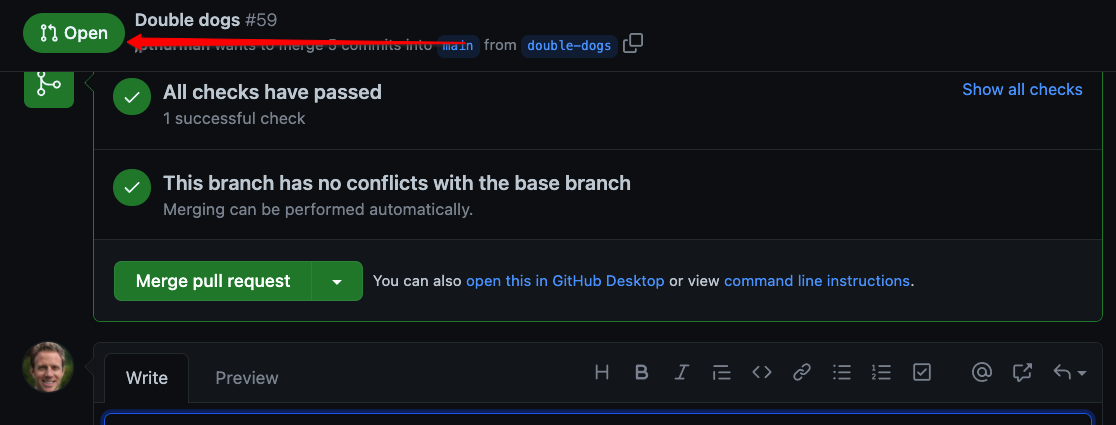 Double dogs #59
Open
wants to merge 5 commits into main from double-dogs
All checks have passed
Show all checks
1 successful check
This branch has no conflicts with the base branch
Merging can be performed automatically.
Merge pull request
You can also open this in GitHub Desktop or view command line instructions.
Write
Preview